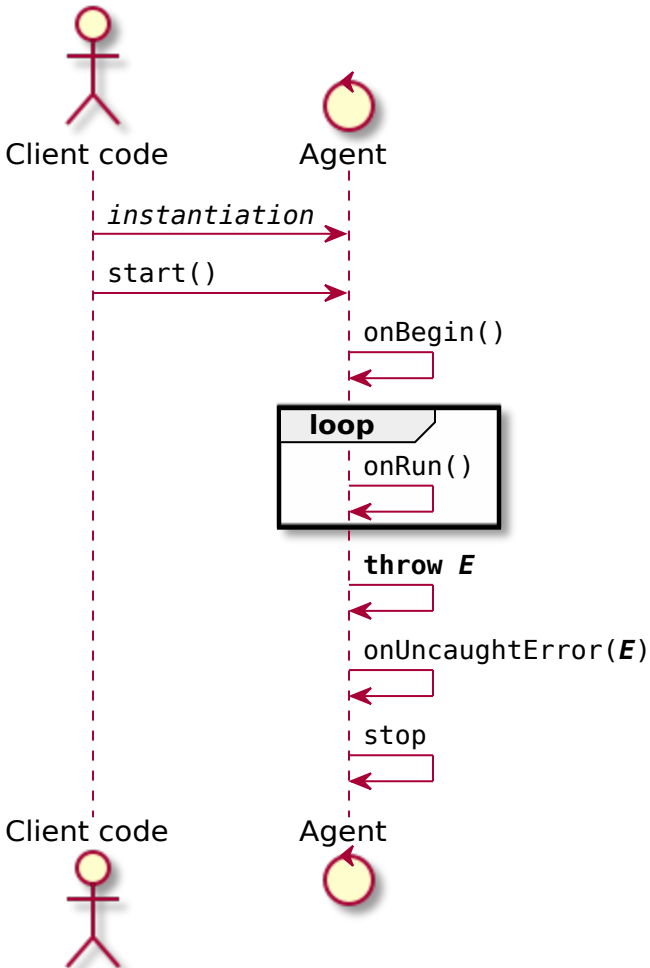 Client code
Agent
instantiation
start()
onBegin()
loop
onRun()
throw E
onUncaughtError(E)
stop
Client code
Agent